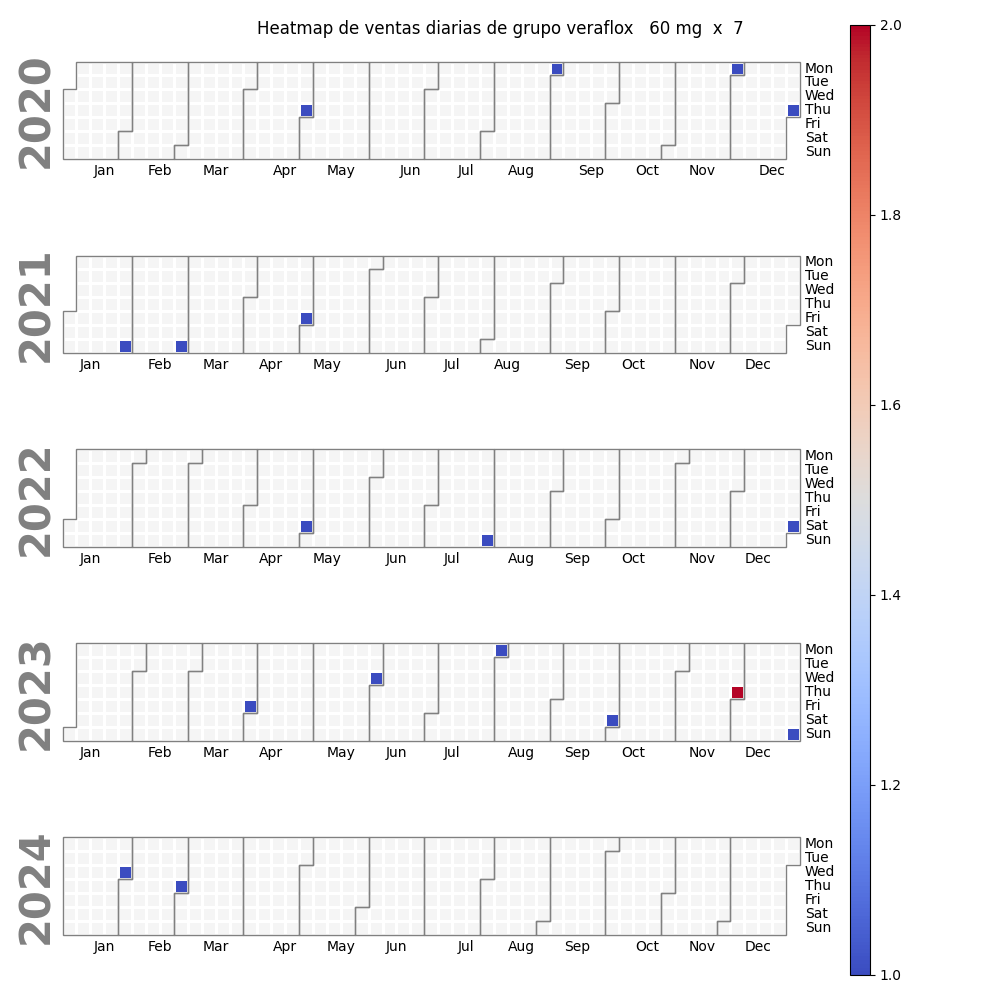 Heatmap de ventas diarias de grupo veraflox   60 mg  x  7
2020
Mon
Tue
Wed
Thu
Fri
Sat
Sun
Jan Feb Mar Apr May Jun Jul Aug Sep Oct Nov Dec
2021
Mon
Tue
Wed
Thu
Fri
Sat
Sun
Jan Feb Mar Apr May Jun Jul Aug Sep Oct Nov Dec
2022
Mon
Tue
Wed
Thu
Fri
Sat
Sun
Jan Feb Mar Apr May Jun Jul Aug Sep Oct Nov Dec
2023
Mon
Tue
Wed
Thu
Fri
Sat
Sun
Jan Feb Mar Apr May Jun Jul Aug Sep Oct Nov Dec
2024
Mon
Tue
Wed
Thu
Fri
Sat
Sun
Jan Feb Mar Apr May Jun Jul Aug Sep Oct Nov Dec
2.0
1.8
1.6
1.4
1.2
1.0